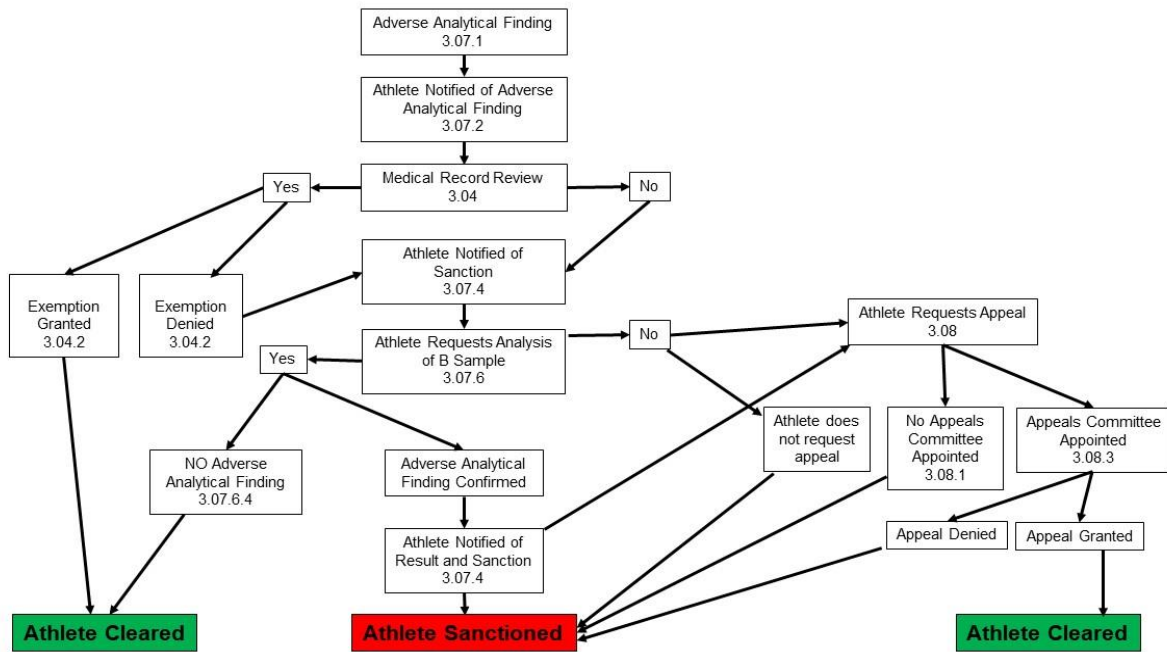 Adverse Analytical Finding
3.07.1
Athlete Notified of Adverse
Analytical Finding
3.07.2
Yes
Medical Record Review
3.04
No
Athlete Notified of
Sanction
3.07.4
Exemption
Granted
3.04.2
Exemption
Denied
3.04.2
Athlete Requests Appeal
3.08
Yes
Athlete Requests Analysis
of B Sample
3.07.6
No
Athlete does
not request
appeal
No Appeals
Committee
Appointed
3.08.1
Appeals Committee
Appointed
3.08.3
NO Adverse
Analytical Finding
3.07.6.4
Adverse Analytical
Finding Confirmed
Athlete Notified of
Result and Sanction
3.07.4
Appeal Denied
Appeal Granted
Athlete Cleared
Athlete Sanctioned
Athlete Cleared